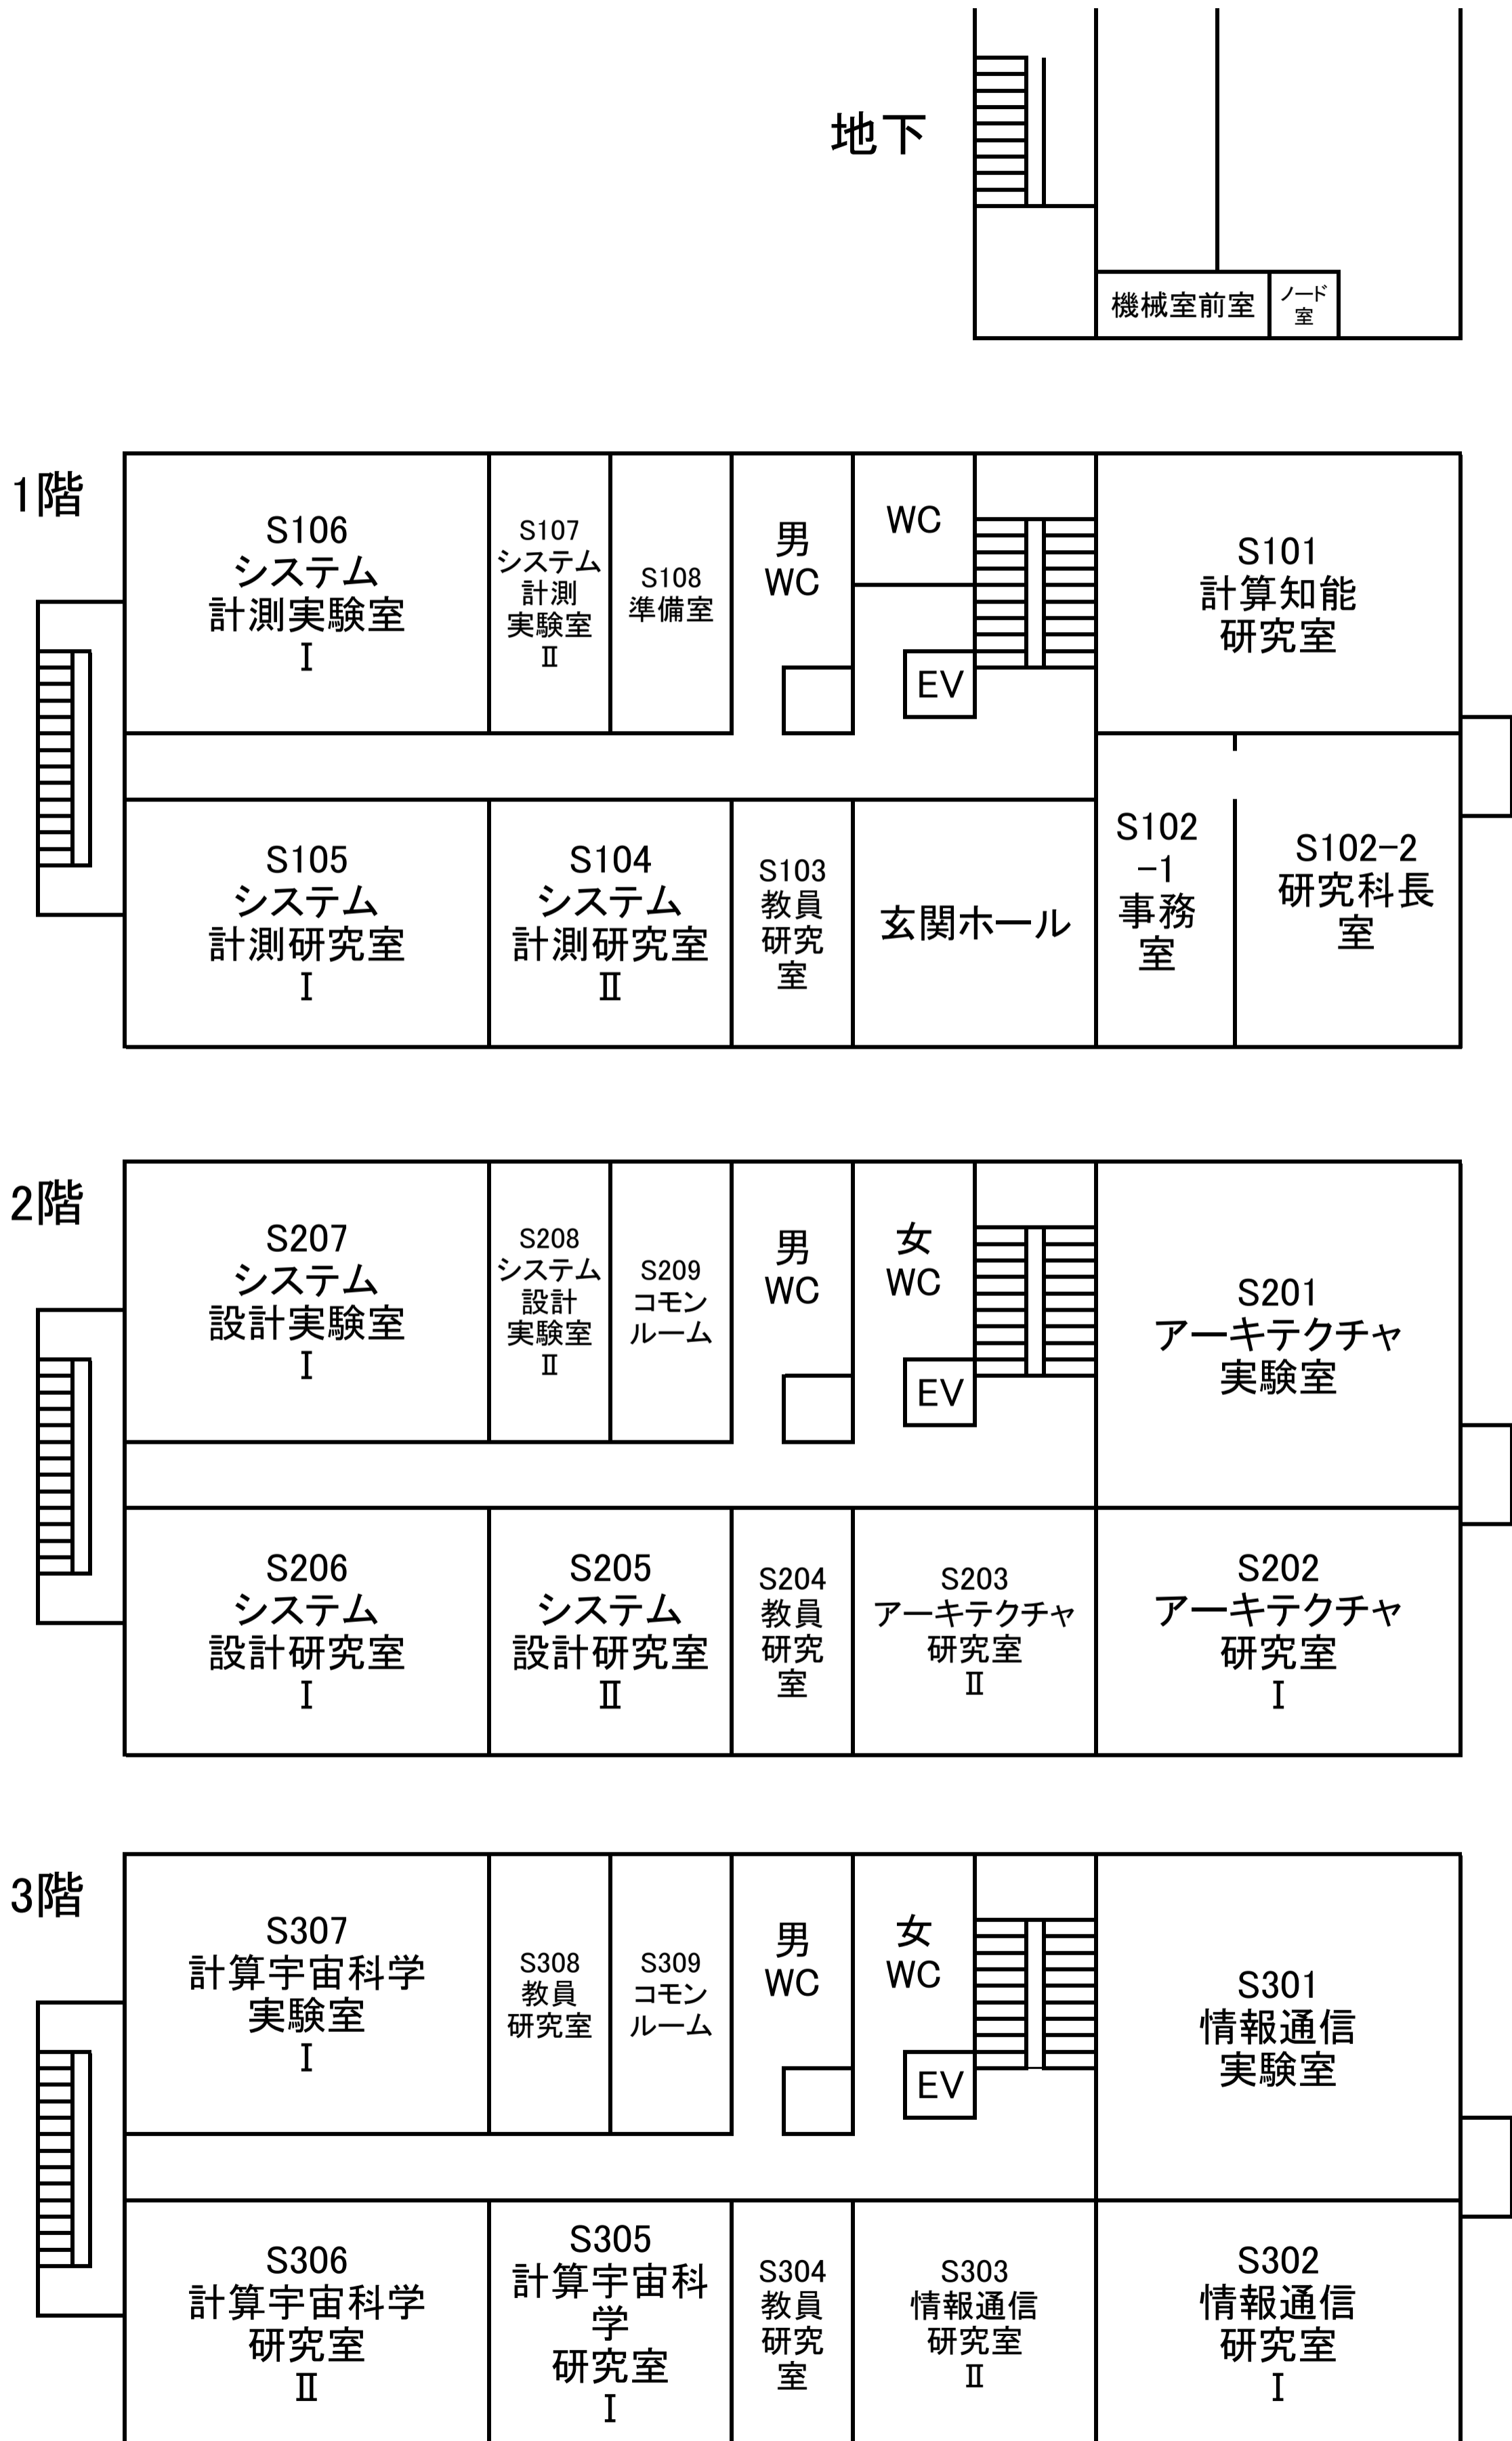 地下
機械室前室
ノード
室
1階
S106
システム
計測実験室
Ⅰ
S107
システム
計測
実験室
Ⅱ
S108
準備室
男
WC
WC
EV
S101
計算知能
研究室
S105
システム
計測研究室
Ⅰ
S104
システム
計測研究室
Ⅱ
S103
教員
研究
室
玄関ホール
S102
-1
事務
室
S102-2
研究科長
室
2階
S207
システム
設計実験室
Ⅰ
S208
システム
設計
実験室
Ⅱ
S209
コモン
ルーム
男
WC
女
WC
EV
S201
アーキテクチャ
実験室
S206
システム
設計研究室
Ⅰ
S205
システム
設計研究室
Ⅱ
S204
教員
研究
室
S203
アーキテクチャ
研究室
Ⅱ
S202
アーキテクチャ
研究室
Ⅰ
3階
S307
計算宇宙科学
実験室
Ⅰ
S308
教員
研究室
S309
コモン
ルーム
男
WC
女
WC
EV
S301
情報通信
実験室
S306
計算宇宙科学
研究室
Ⅱ
S305
計算宇宙科
学
研究室
Ⅰ
S304
教員
研究
室
S303
情報通信
研究室
Ⅱ
S302
情報通信
研究室
Ⅰ